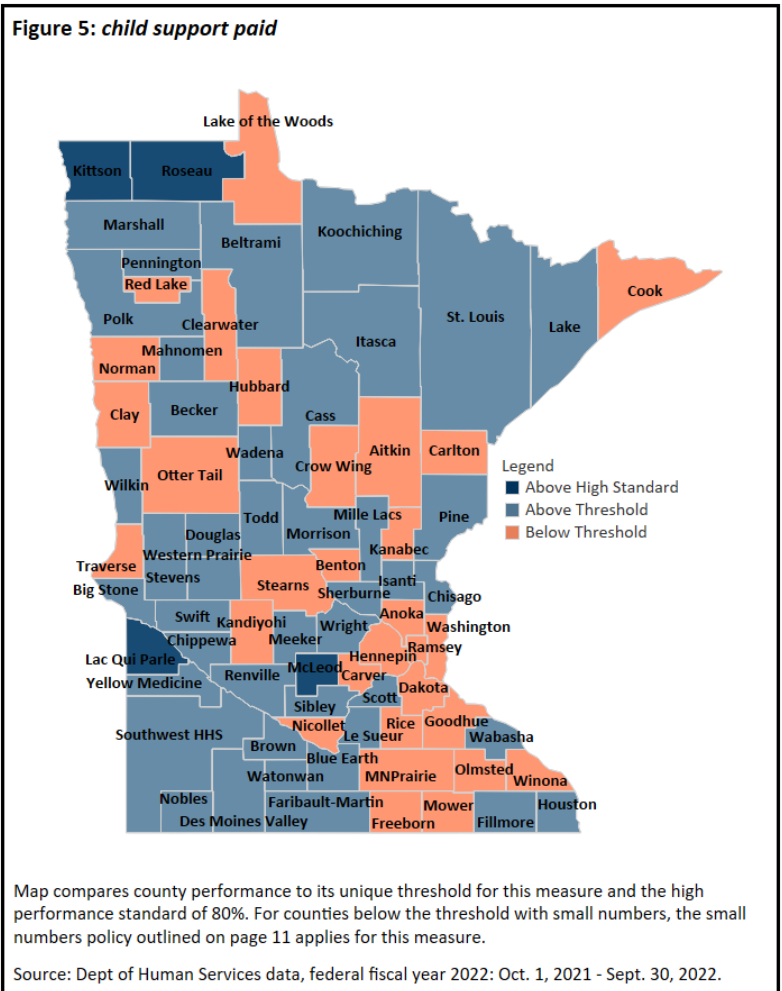 Figure 5: child support paid
Lake of the Woods
Kittson
Roseau
Marshall
Beltrami
Koochiching
Pennington
Red Lake
Cook
Polk
Clearwater
St. Louis
Lake
Itasca
Mahnomen
Norman
Hubbard
Clay
Becker
Cass
Wadena
Aitkin
Carlton
Crow Wing
Otter Tail
Wilkin
Legend
Above High Standard
Above Threshold
Below Threshold
Todd
Mille Lacs
Pine
Douglas
Morrison
Western Prairie
Kanabec
Traverse
Benton
Stevens
Stearns
Isanti
Big Stone
Sherburne
Chisago
Swift
Kandiyohi
Anoka
Wright
Washington
Chippewa
Meeker
Ramsey
Hennepin
Lac Qui Parle
McLeod
Carver
Renville
Yellow Medicine
Dakota
Scott
Sibley
Goodhue
Southwest HHS
Nicollet
Rice
Le Sueur
Wabasha
Brown
Blue Earth
Watonwan
MNPrairie
Olmsted
Winona
Nobles
Faribault-Martin
Mower
Houston
Des Moines Valley
Freeborn
Fillmore
Map compares county performance to its unique threshold for this measure and the high
performance standard of 80%. For counties below the threshold with small numbers, the small
numbers policy outlined on page 11 applies for this measure.
Source: Dept of Human Services data, federal fiscal year 2022: Oct. 1, 2021 - Sept. 30, 2022.